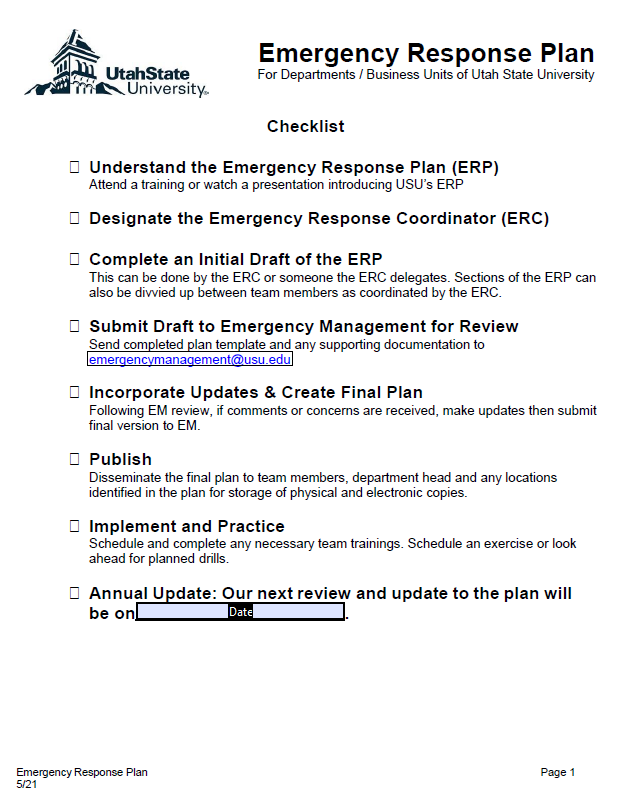 UtahState
University
Emergency Response Plan
For Departments / Business Units of Utah State University
Checklist
☐ Understand the Emergency Response Plan (ERP)
Attend a training or watch a presentation introducing USU's ERP
☐ Designate the Emergency Response Coordinator (ERC)
☐ Complete an Initial Draft of the ERP
This can be done by the ERC or someone the ERC delegates. Sections of the ERP can
also be divvied up between team members as coordinated by the ERC.
☐ Submit Draft to Emergency Management for Review
Send completed plan template and any supporting documentation to
emergencymanagement@usu.edu
☐ Incorporate Updates & Create Final Plan
Following EM review, if comments or concerns are received, make updates then submit
final version to EM.
☐ Publish
Disseminate the final plan to team members, department head and any locations
identified in the plan for storage of physical and electronic copies.
☐ Implement and Practice
Schedule and complete any necessary team trainings. Schedule an exercise or look
ahead for planned drills.
☐ Annual Update: Our next review and update to the plan will
be on Date.
Emergency Response Plan Page 1
5/21